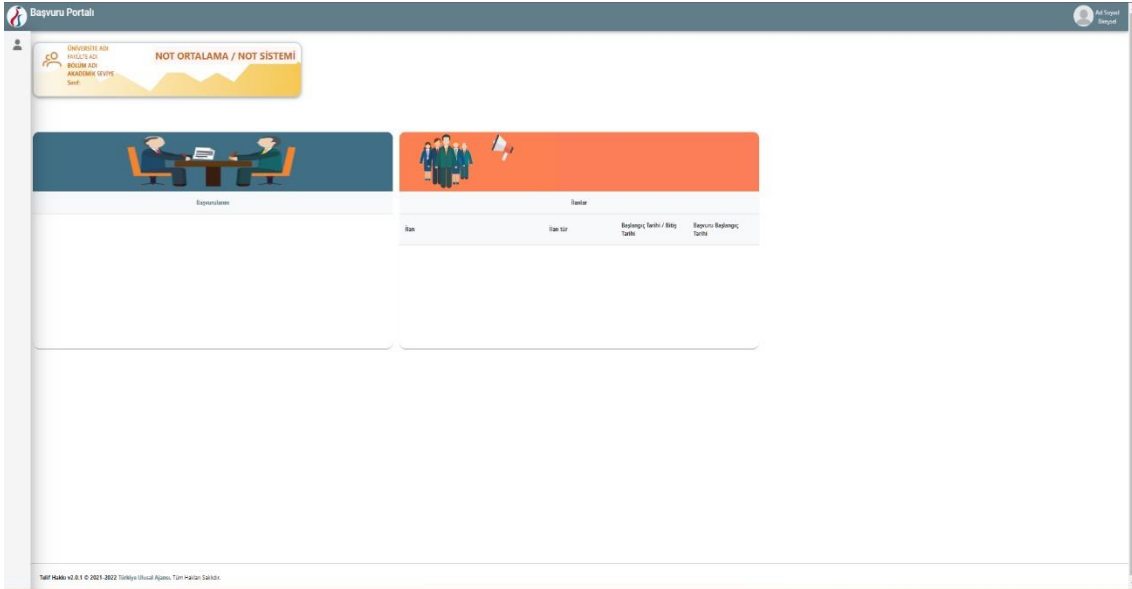 Başvuru Portalı
Ad Soyad
Bireysel
ÜNİVERSİTE ADI
FAKÜLTE ADI
BÖLÜM ADI
AKADEMİK SEVİYE
Sınıf:
NOT ORTALAMA / NOT SİSTEMİ
Başvurularım
İlanlar
İlan
İlan tür
Başlangıç Tarihi / Bitiş
Tarihi
Başvuru Başlangıç
Tarihi
Telif Hakkı v2.0.1 © 2021-2022 Türkiye Ulusal Ajansı. Tüm Hakları Saklıdır.